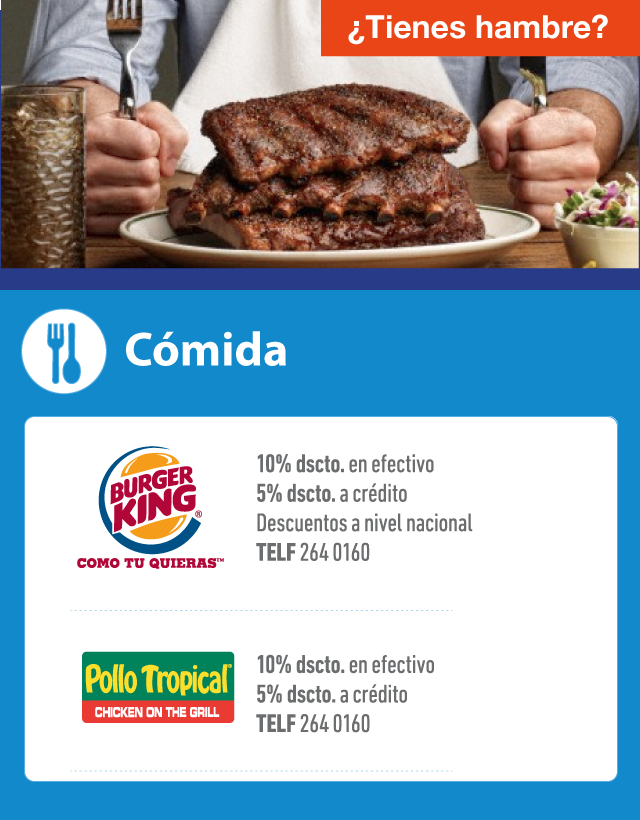 ¿Tienes hambre?
Cómida
BURGER
KING®
COMO TU QUIERAS™
10% dscto. en efectivo
5% dscto. a crédito
Descuentos a nivel nacional
TELF 264 0160
Pollo Tropical®
CHICKEN ON THE GRILL
10% dscto. en efectivo
5% dscto. a crédito
TELF 264 0160